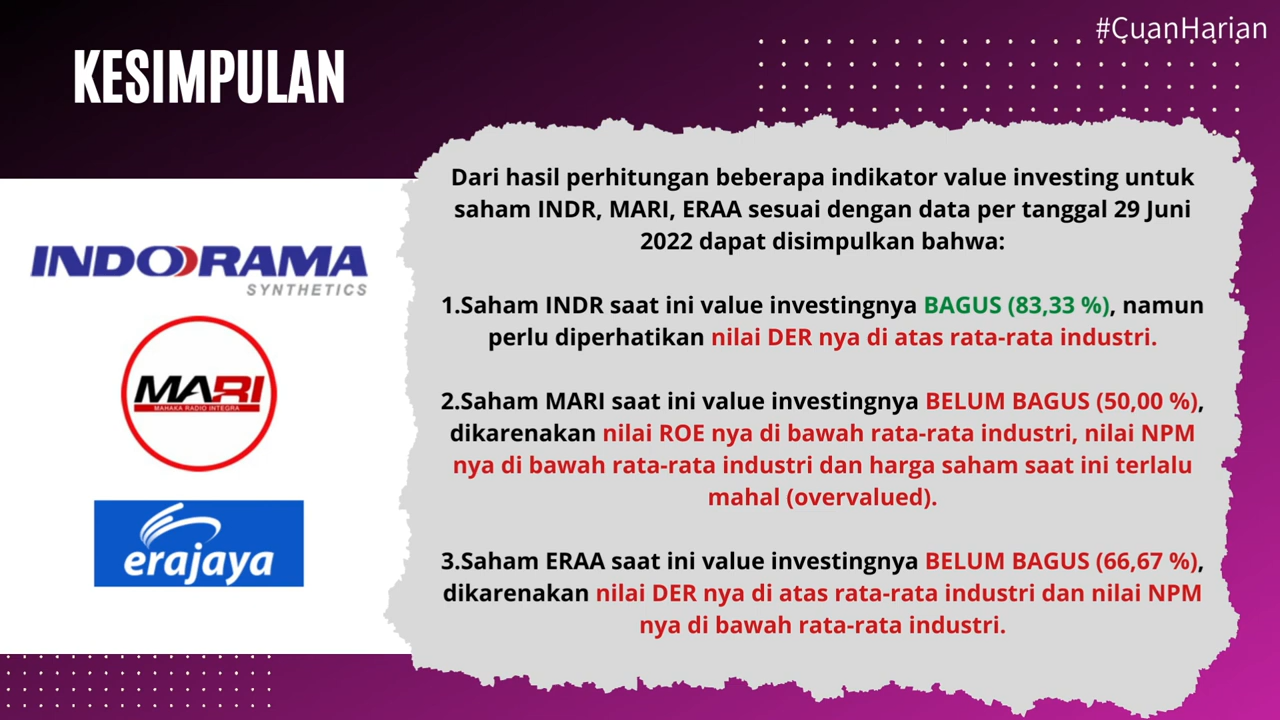 #CuanHarian
KESIMPULAN
INDORAMA
SYNTHETICS
MARI
MAHAKA RADIO INTEGRA
erajaya
Dari hasil perhitungan beberapa indikator value investing untuk
saham INDR, MARI, ERAA sesuai dengan data per tanggal 29 Juni
2022 dapat disimpulkan bahwa:
1.Saham INDR saat ini value investingnya BAGUS (83,33 %), namun
perlu diperhatikan nilai DER nya di atas rata-rata industri.
2.Saham MARI saat ini value investingnya BELUM BAGUS (50,00 %),
dikarenakan nilai ROE nya di bawah rata-rata industri, nilai NPM
nya di bawah rata-rata industri dan harga saham saat ini terlalu
mahal (overvalued).
3.Saham ERAA saat ini value investingnya BELUM BAGUS (66,67 %),
dikarenakan nilai DER nya di atas rata-rata industri dan nilai NPM
nya di bawah rata-rata industri.